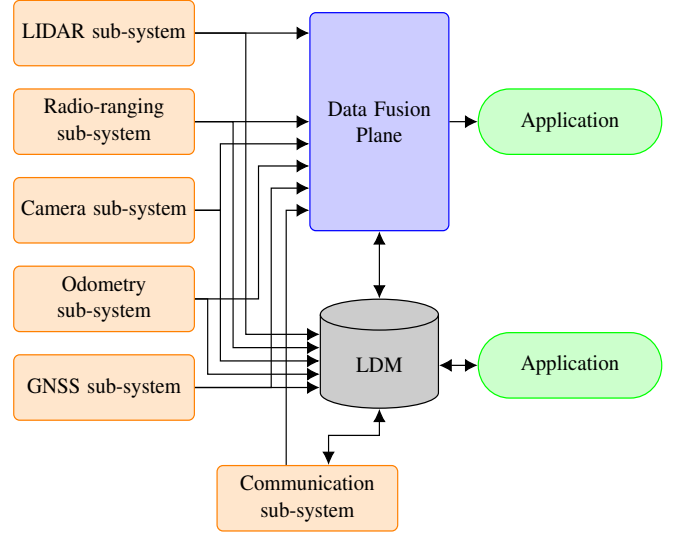 LIDAR sub-system
Radio-ranging
sub-system
Camera sub-system
Odometry
sub-system
GNSS sub-system
Data Fusion
Plane
Application
LDM
Application
Communication
sub-system